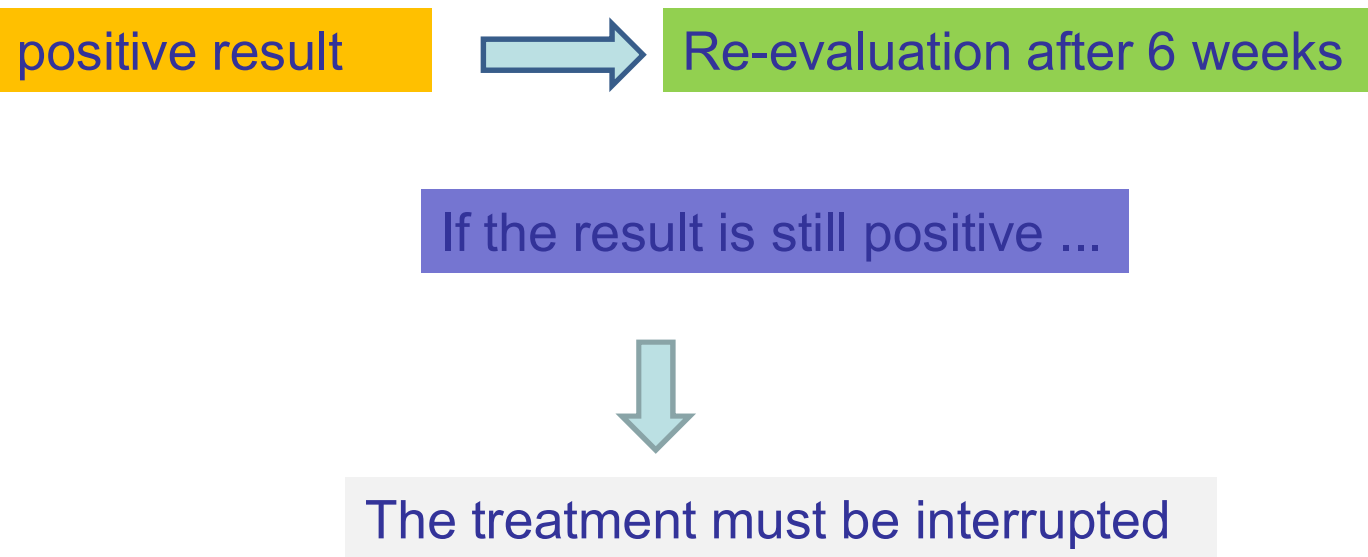 positive result
Re-evaluation after 6 weeks
If the result is still positive ...
The treatment must be interrupted